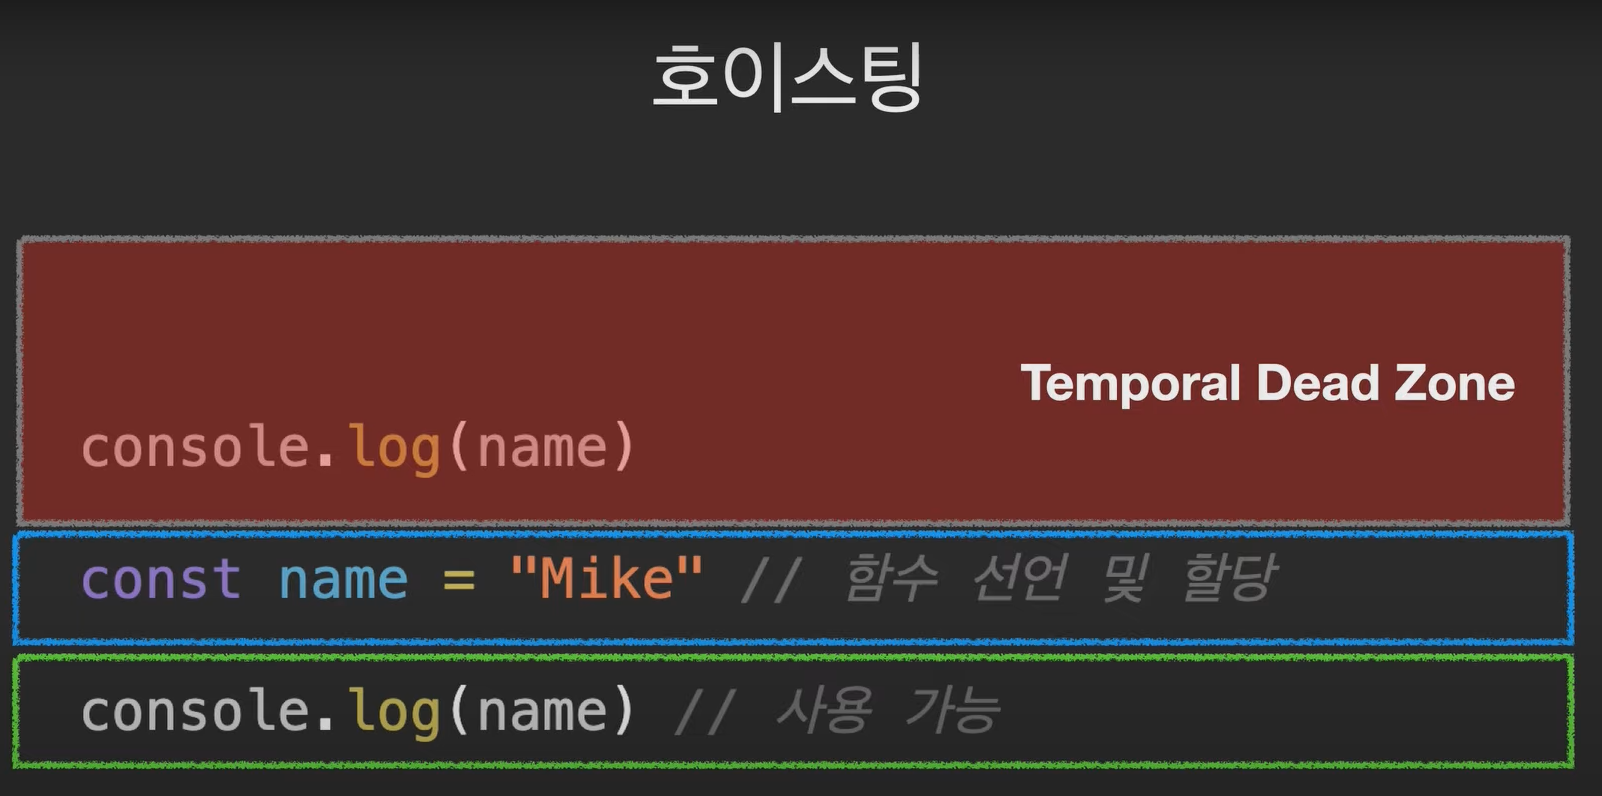 호이스팅
Temporal Dead Zone
console.log(name)
const name = "Mike" // 함수 선언 및 할당
console.log(name) // 사용 가능